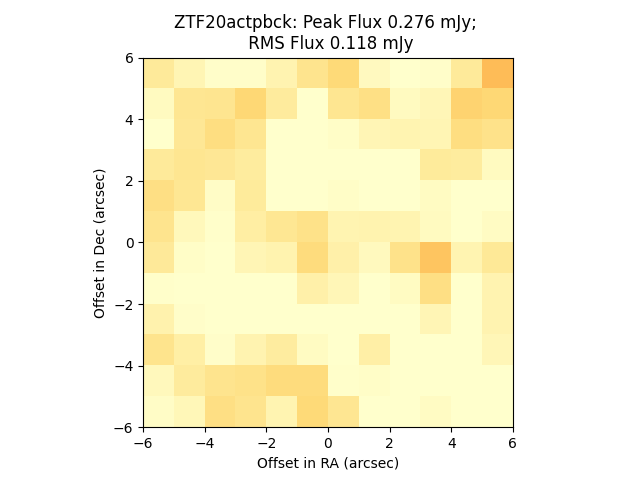 ZTF20actpbck: Peak Flux 0.276 mJy;
RMS Flux 0.118 mJy
6
4
2
0
−2
−4
−6
Offset in Dec (arcsec)
−6 −4 −2 0 2 4 6
Offset in RA (arcsec)